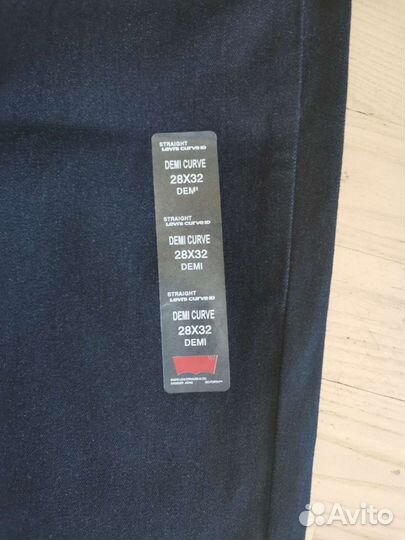 STRAIGHT
Levi's curve ID
DEMI CURVE
28X32
DEMI
STRAIGHT
Levi's curve ID
DEMI CURVE
28X32
DEMI
STRAIGHT
Levi's curve ID
DEMI CURVE
28X32
DEMI
Avito